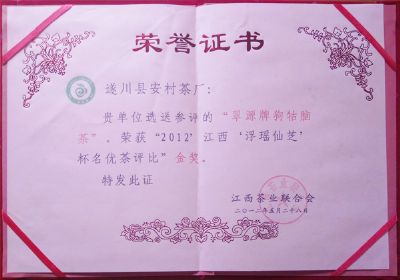 荣誉证书
遂川县安村茶厂：
贵单位选送参评的“翠源牌狗牯脑
茶”，荣获“2012’江西‘浮瑶仙芝’
杯名优茶评比”金奖。
特发此证
江西茶业联合会
二〇一二年五月二十八日